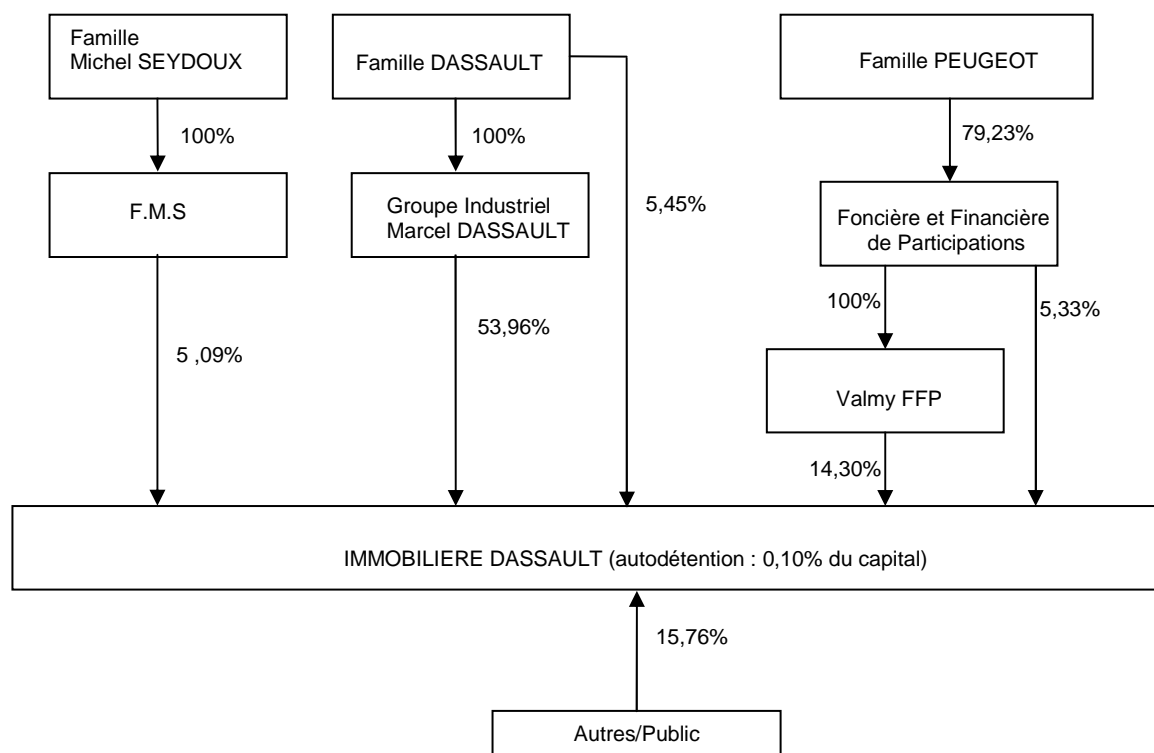 Famille
Michel SEYDOUX
Famille DASSAULT
Famille PEUGEOT
100%
100%
79,23%
F.M.S
Groupe Industriel
Marcel DASSAULT
5,45%
Foncière et Financière
de Participations
100%
5,33%
53,96%
5 ,09%
Valmy FFP
14,30%
IMMOBILIERE DASSAULT (autodétention : 0,10% du capital)
15,76%
Autres/Public